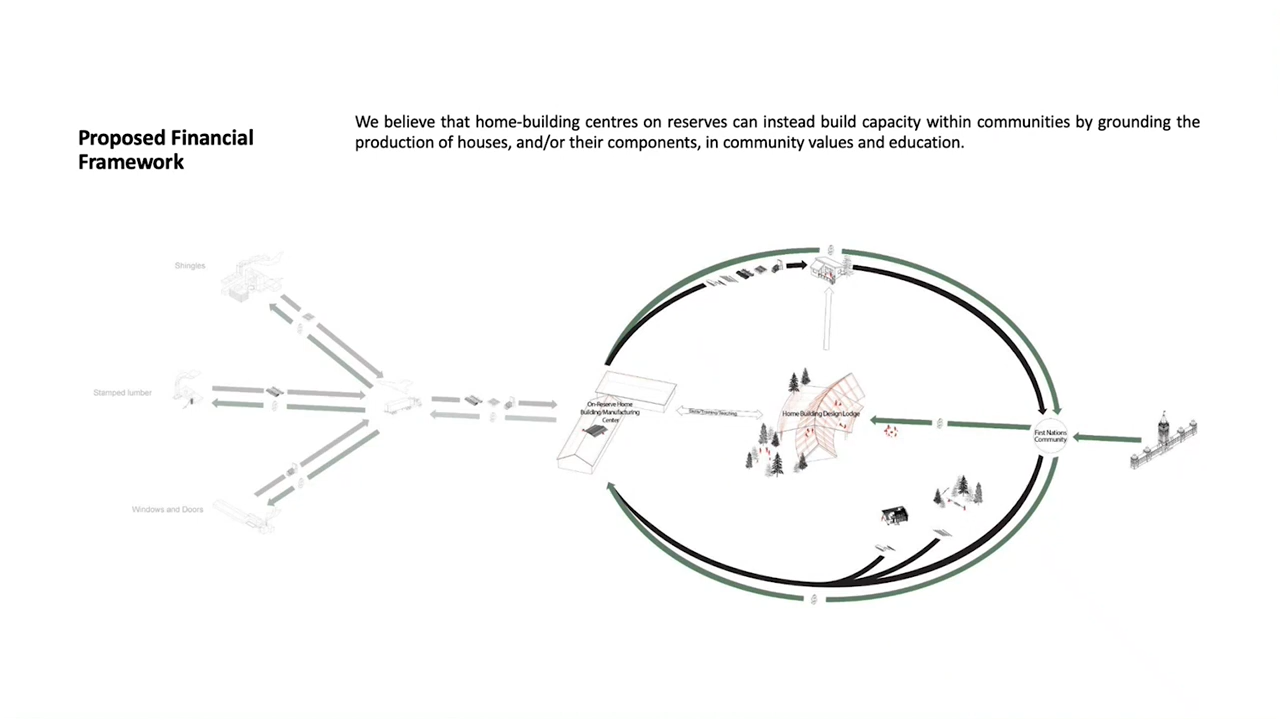 Proposed Financial
Framework
We believe that home-building centres on reserves can instead build capacity within communities by grounding the
production of houses, and/or their components, in community values and education.
Shingles
Stamped lumber
Windows and Doors
On-Reserve Home
Building/Manufacturing
Center
Home Building Design Lodge
First Nations
Community